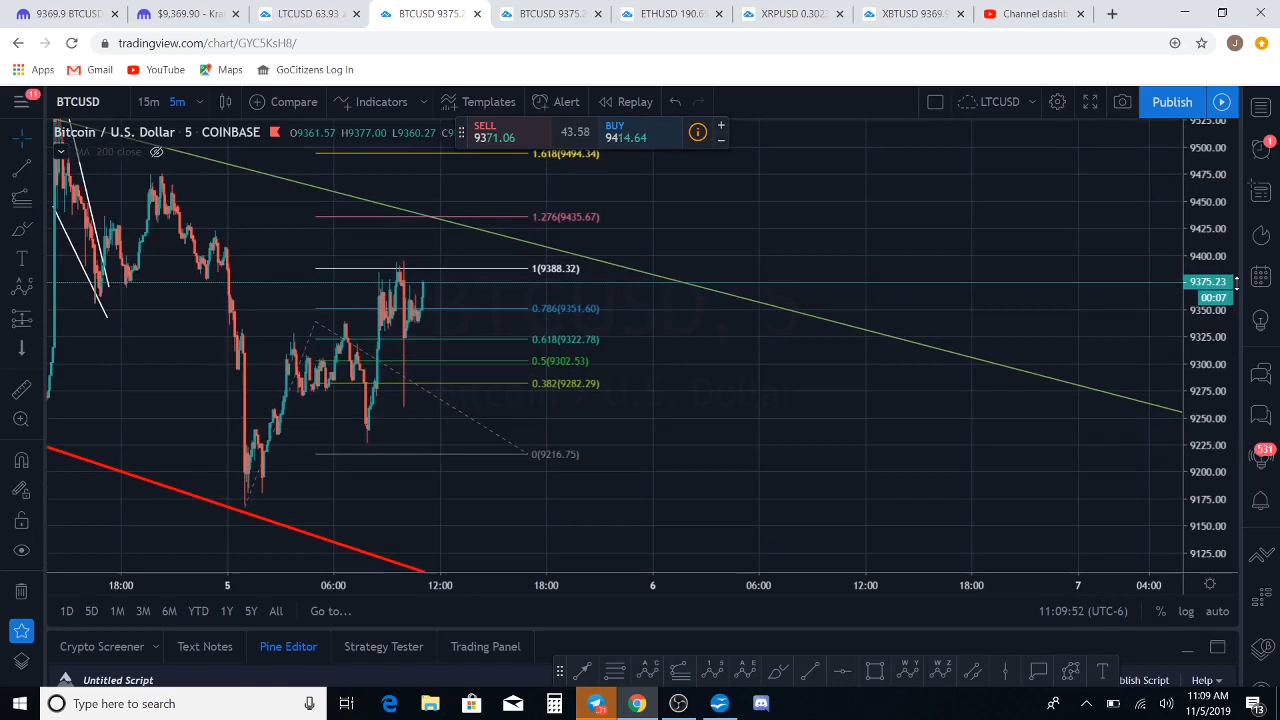 9369.9 BTCUSD
$9,369.90 - Kra
LTCUSD 63.93
BTCUSD 9375.2
BTCUSD 9375.2
ETHUSD 190.6
XRPUSD 0.30
XBTUSD 9369.9
Channel dashb
tradingview.com/chart/GYC5KsH8/
J
Apps
Gmail
YouTube
Maps
GoCitizens Log In
11
BTCUSD
15m
5m
Compare
Indicators
Templates
Alert
Replay
LTCUSD
Publish
Bitcoin / U.S. Dollar · 5 · COINBASE
O9361.57 H9377.00 L9360.27
SELL
9371.06
43.58
BUY
9414.64
MA 200 close
1.618(9494.34)
1.276(9435.67)
1(9388.32)
0.786(9351.60)
0.618(9322.78)
0.5(9302.53)
0.382(9282.29)
0(9216.75)
9525.00
9500.00
9475.00
9450.00
9425.00
9400.00
9375.23
00:07
9350.00
9325.00
9300.00
9275.00
9250.00
9225.00
9200.00
9175.00
9150.00
9125.00
1
531
18:00
5
06:00
12:00
18:00
6
06:00
12:00
18:00
7
04:00
1D
5D
1M
3M
6M
YTD
1Y
5Y
All
Go to...
11:09:52 (UTC-6)
%
log
auto
Crypto Screener
Text Notes
Pine Editor
Strategy Tester
Trading Panel
Untitled Script
blish Script
Help
Type here to search
11:09 AM
11/5/2019